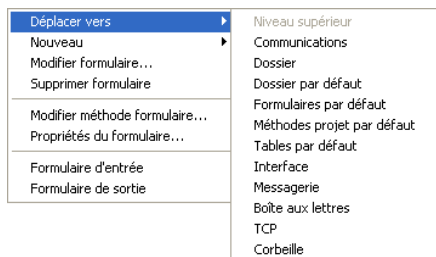 Déplacer vers
Nouveau
Modifier formulaire...
Supprimer formulaire
Modifier méthode formulaire...
Propriétés du formulaire...
Formulaire d'entrée
Formulaire de sortie
Niveau supérieur
Communications
Dossier
Dossier par défaut
Formulaires par défaut
Méthodes projet par défaut
Tables par défaut
Interface
Messagerie
Boîte aux lettres
TCP
Corbeille